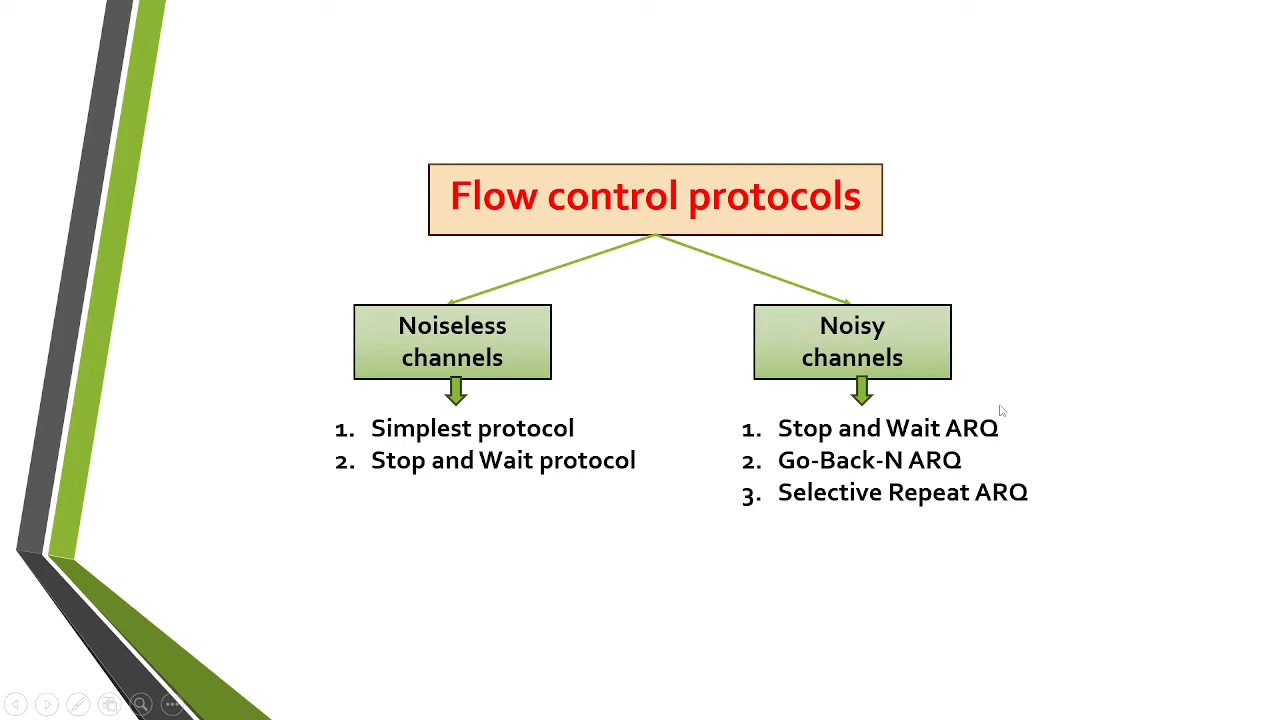 Flow control protocols
Noiseless
channels
Noisy
channels
1. Simplest protocol
2. Stop and Wait protocol
1. Stop and Wait ARQ
2. Go-Back-N ARQ
3. Selective Repeat ARQ